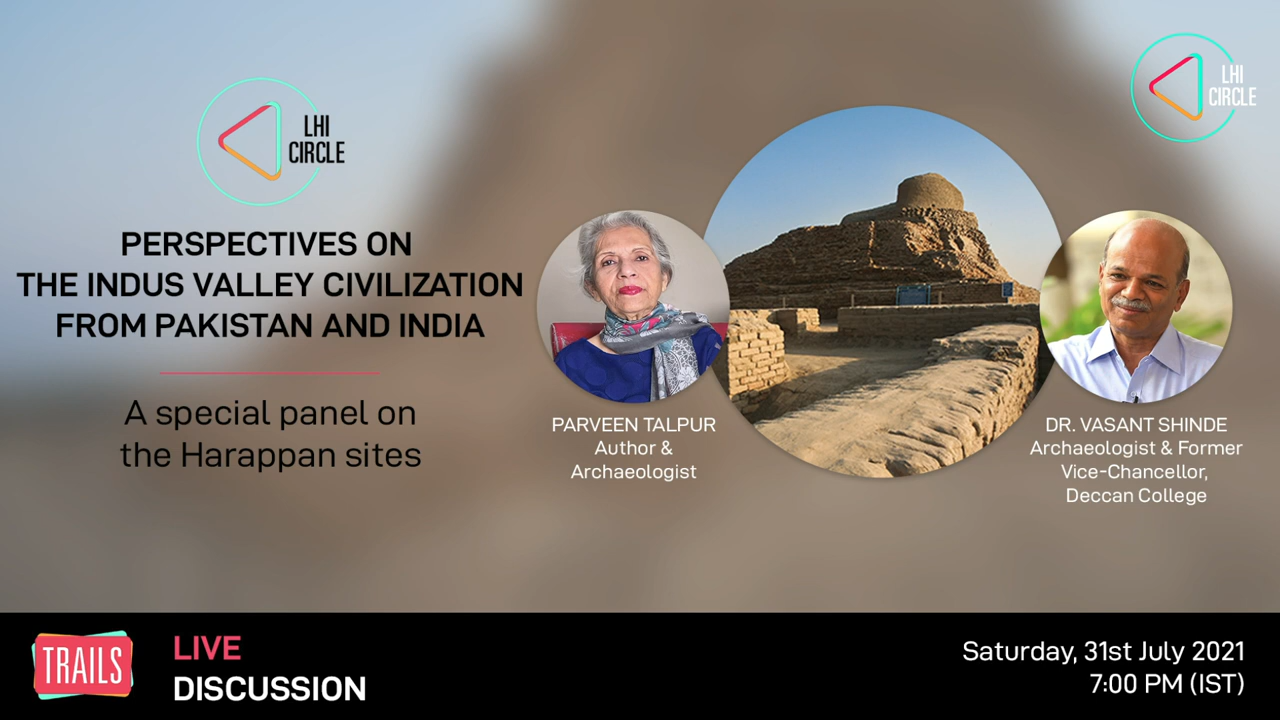 LHI
CIRCLE
LHI
CIRCLE
PERSPECTIVES ON
THE INDUS VALLEY CIVILIZATION
FROM PAKISTAN AND INDIA
A special panel on
the Harappan sites
PARVEEN TALPUR
Author &
Archaeologist
DR. VASANT SHINDE
Archaeologist & Former
Vice-Chancellor,
Deccan College
TRAILS
LIVE
DISCUSSION
Saturday, 31st July 2021
7:00 PM (IST)